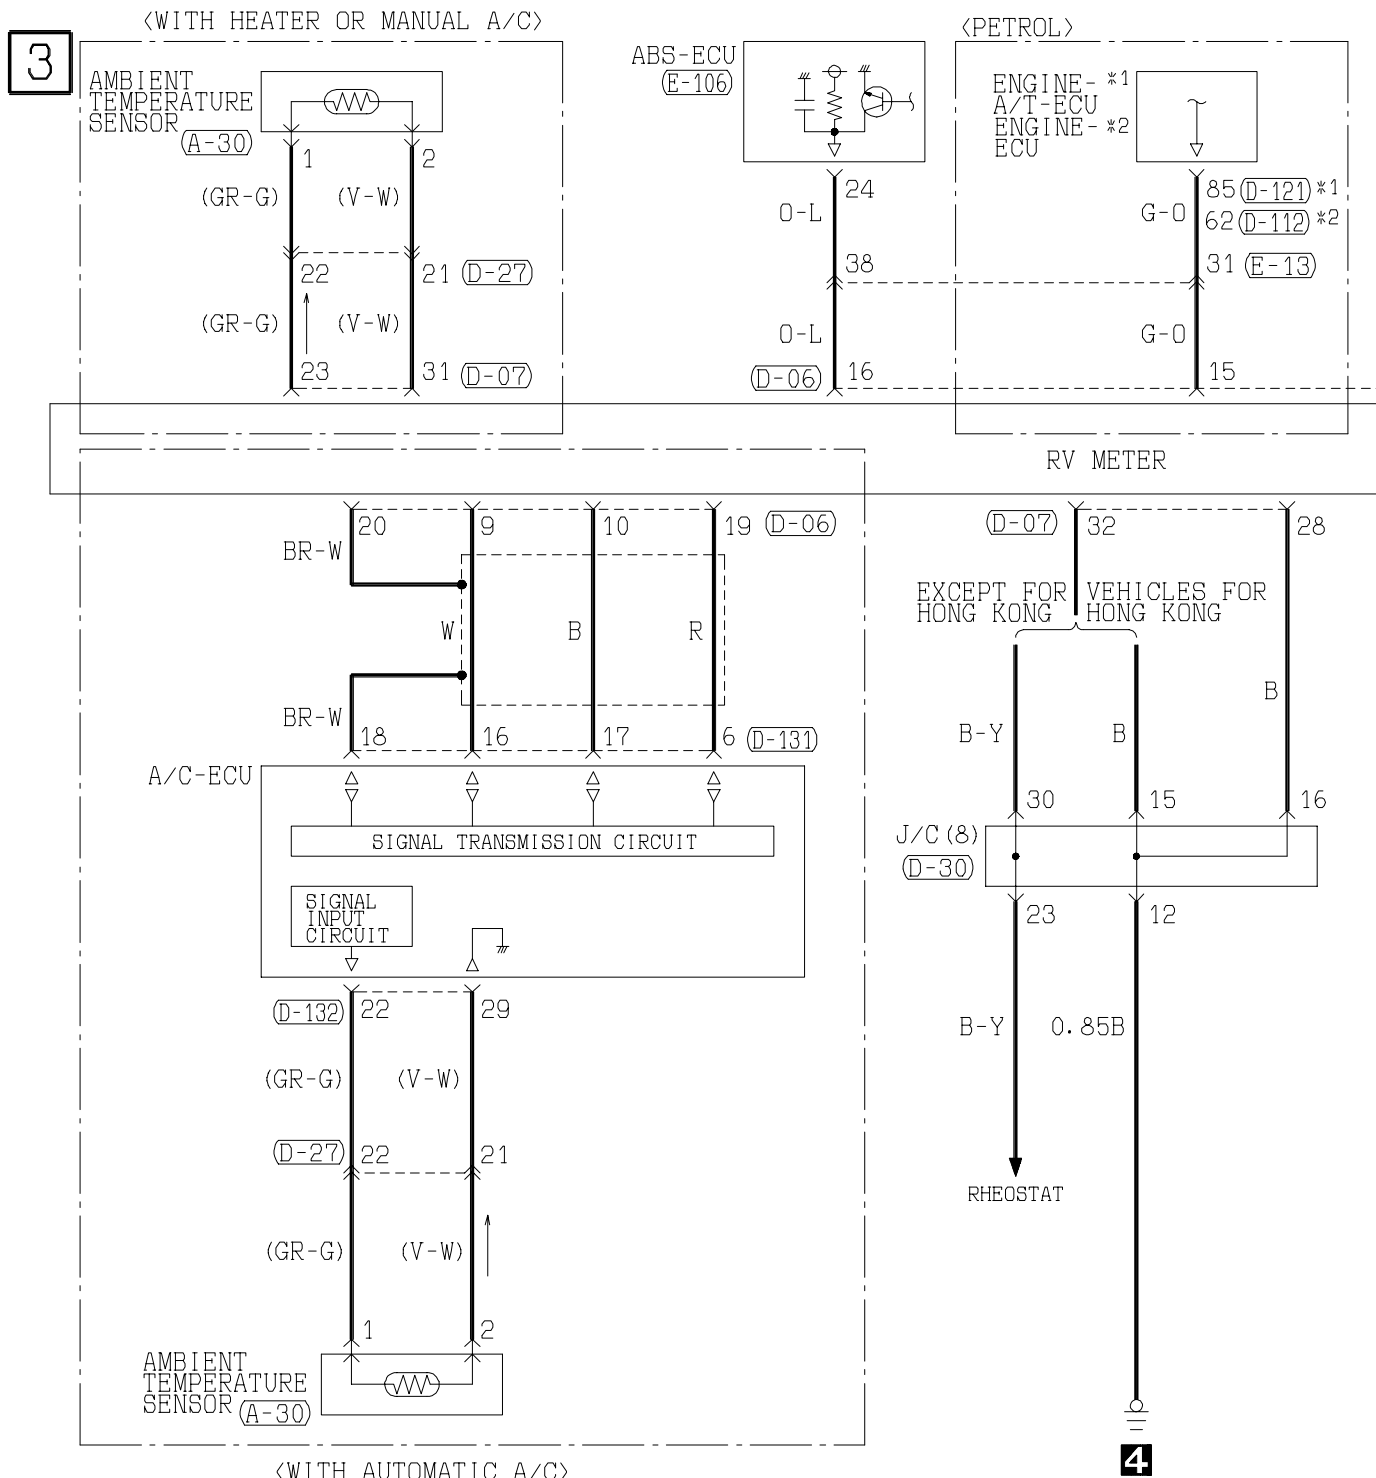 3
<WITH HEATER OR MANUAL A/C>
<PETROL>
AMBIENT
TEMPERATURE
SENSOR
(A-30)
ABS-ECU
(E-106)
ENGINE- *1
A/T-ECU
ENGINE- *2
ECU
1 2
(GR-G) (V-W)
22 21 (D-27)
(GR-G) (V-W)
23 31 (D-07)
24
O-L
38
O-L
(D-06) 16
85 (D-121) *1
G-O
62 (D-112) *2
31 (E-13)
G-O
15
RV METER
20 9 10 19 (D-06)
BR-W
W B R
BR-W
18 16 17 6 (D-131)
A/C-ECU
SIGNAL TRANSMISSION CIRCUIT
SIGNAL
INPUT
CIRCUIT
(D-132) 22 29
(GR-G) (V-W)
(D-27) 22 21
(GR-G) (V-W)
1 2
AMBIENT
TEMPERATURE
SENSOR (A-30)
<WITH AUTOMATIC A/C>
(D-07) 32 28
EXCEPT FOR
HONG KONG
VEHICLES FOR
HONG KONG
B
B-Y B
30 15 16
J/C (8)
(D-30)
23 12
B-Y 0.85B
RHEOSTAT
4